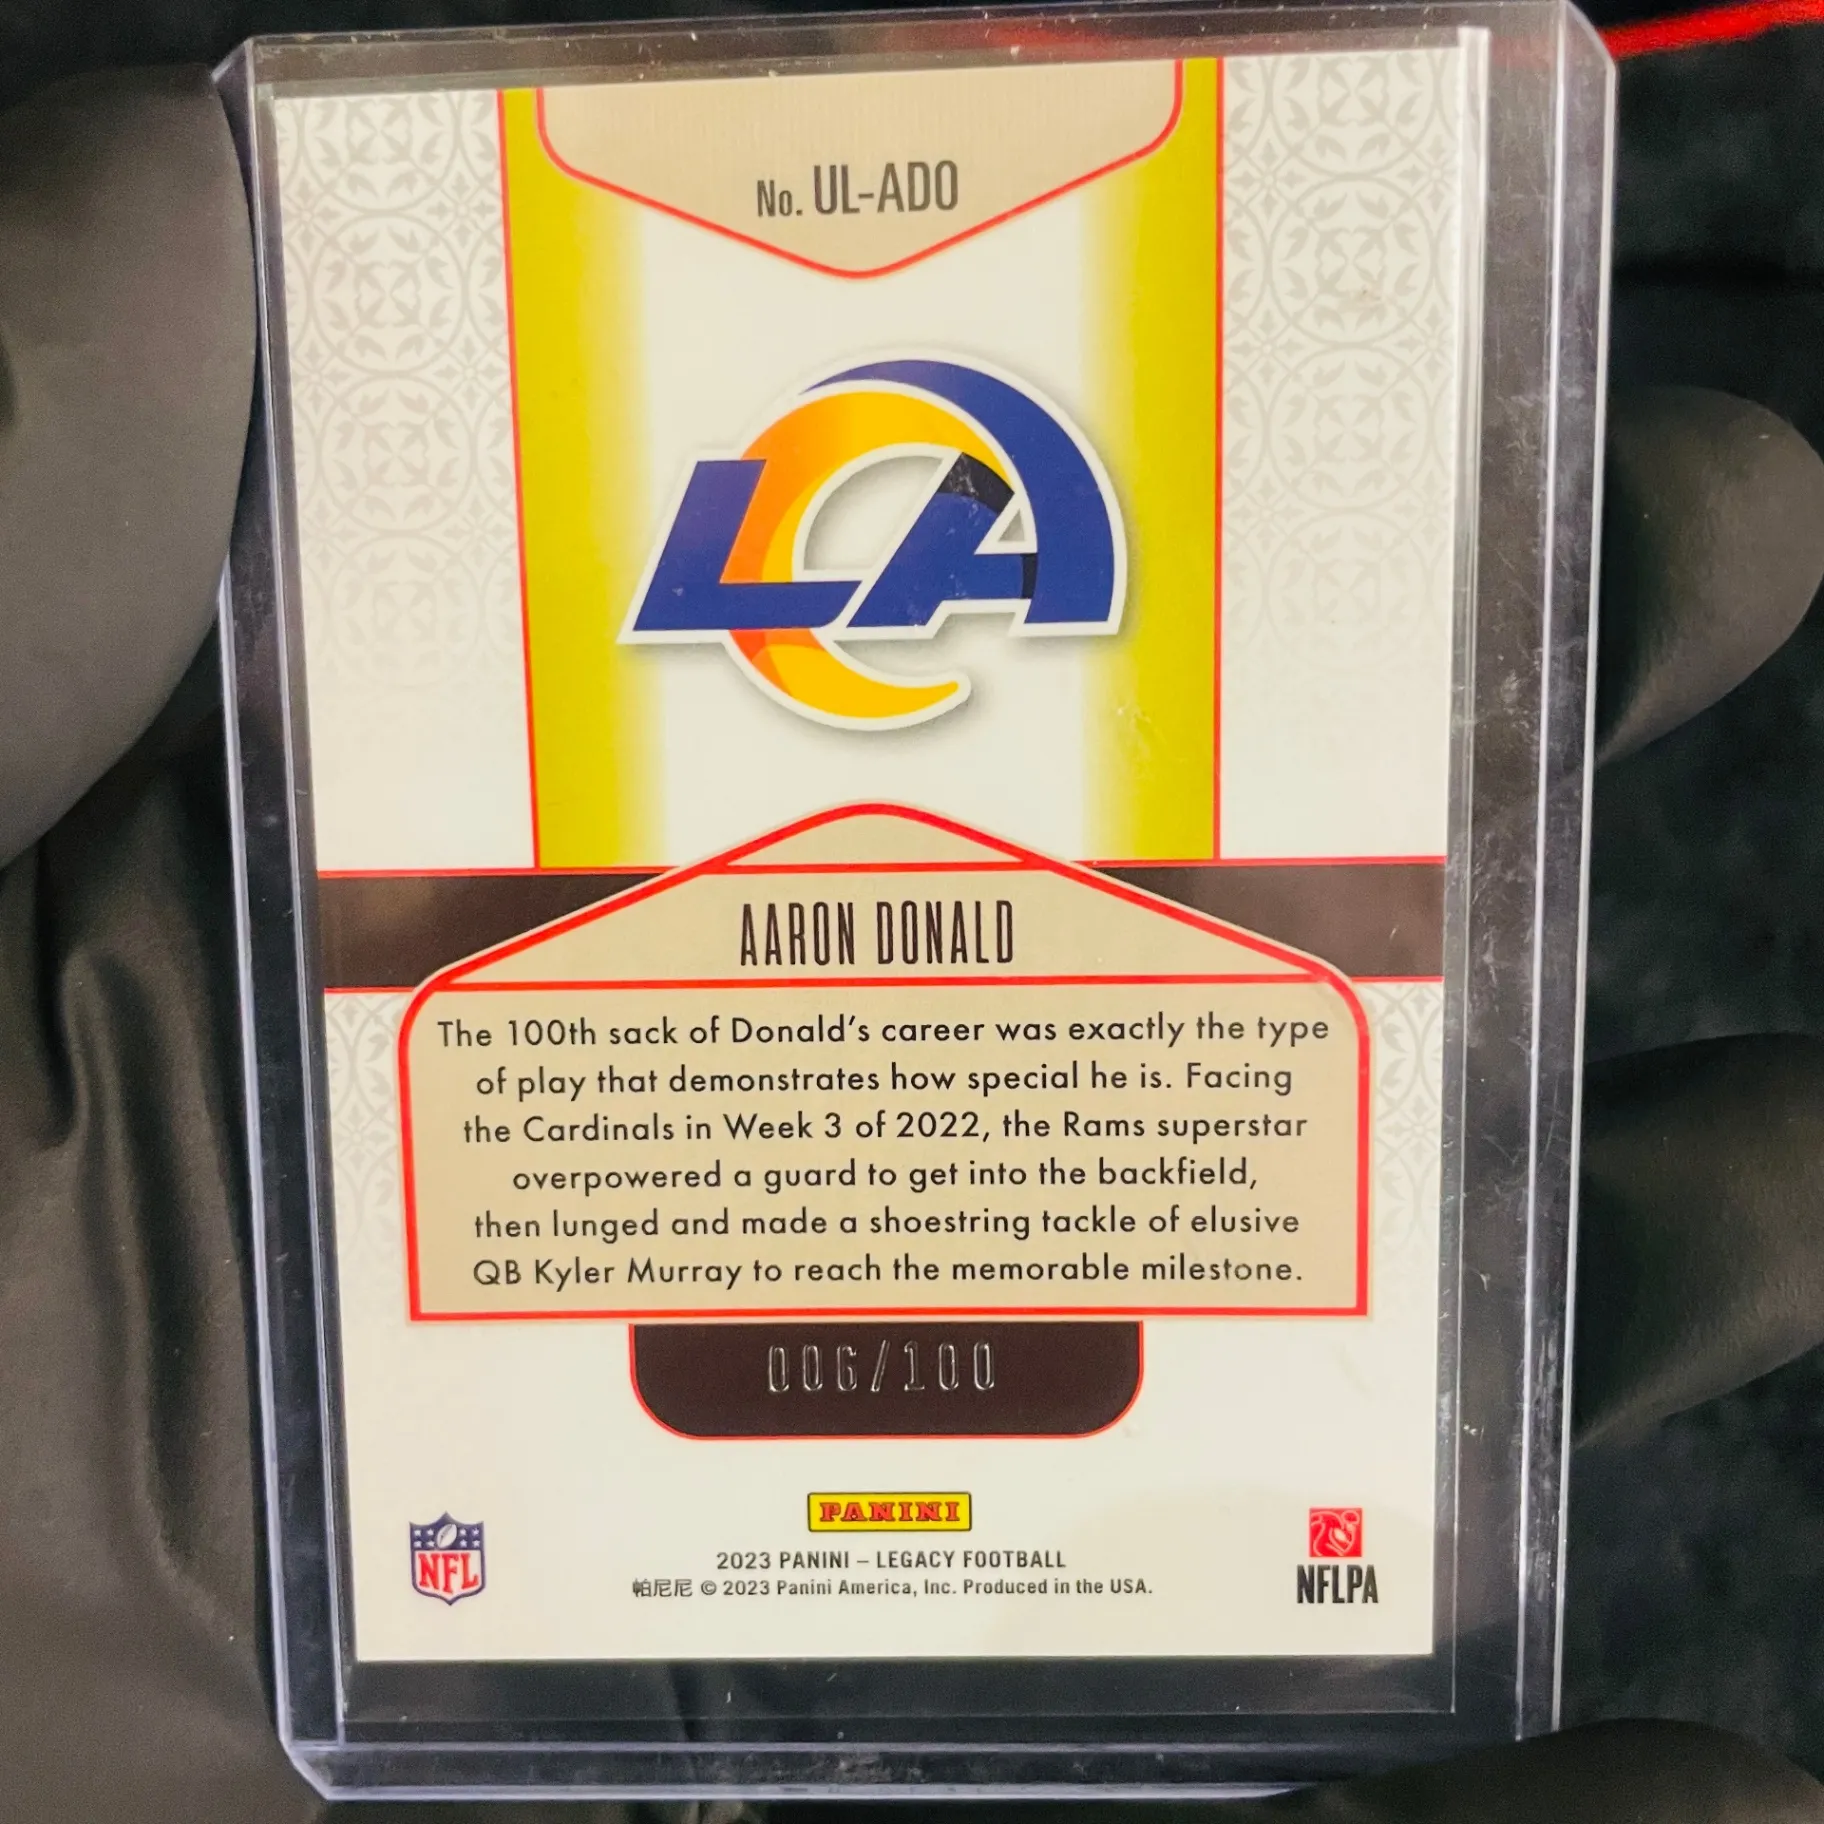 No. UL-ADO
LA
AARON DONALD
The 100th sack of Donald's career was exactly the type
of play that demonstrates how special he is. Facing
the Cardinals in Week 3 of 2022, the Rams superstar
overpowered a guard to get into the backfield,
then lunged and made a shoestring tackle of elusive
QB Kyler Murray to reach the memorable milestone.
006/100
PANINI
NFL
2023 PANINI – LEGACY FOOTBALL
帕尼尼 © 2023 Panini America, Inc. Produced in the USA.
NFLPA